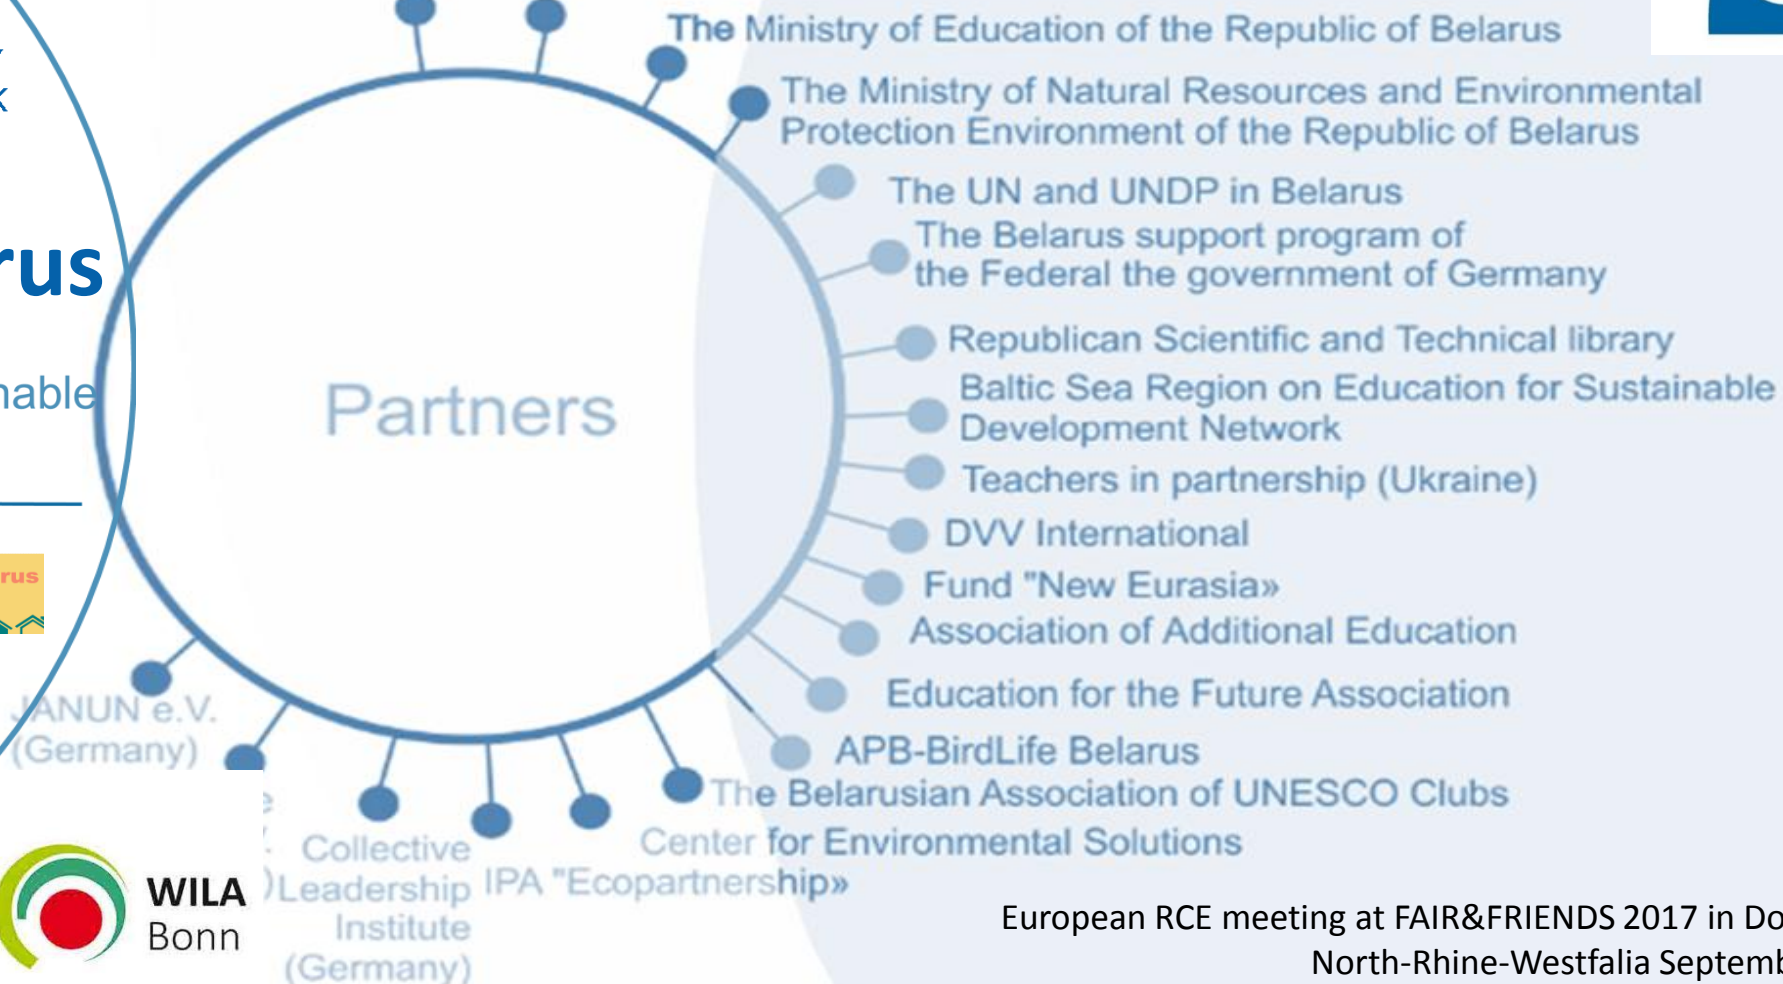 The Ministry of Education of the Republic of Belarus
The Ministry of Natural Resources and Environmental
Protection Environment of the Republic of Belarus
The UN and UNDP in Belarus
The Belarus support program of
the Federal the government of Germany
Republican Scientific and Technical library
Baltic Sea Region on Education for Sustainable
Development Network
Teachers in partnership (Ukraine)
DVV International
Fund "New Eurasia»
Association of Additional Education
Education for the Future Association
APB-BirdLife Belarus
The Belarusian Association of UNESCO Clubs
Center for Environmental Solutions
IPA "Ecopartnership»
Collective
Leadership
Institute
(Germany)
JANUN e.V.
(Germany)
Partners
rus
nable
rus
WILA
Bonn
European RCE meeting at FAIR&FRIENDS 2017 in Do
North-Rhine-Westfalia Septemb